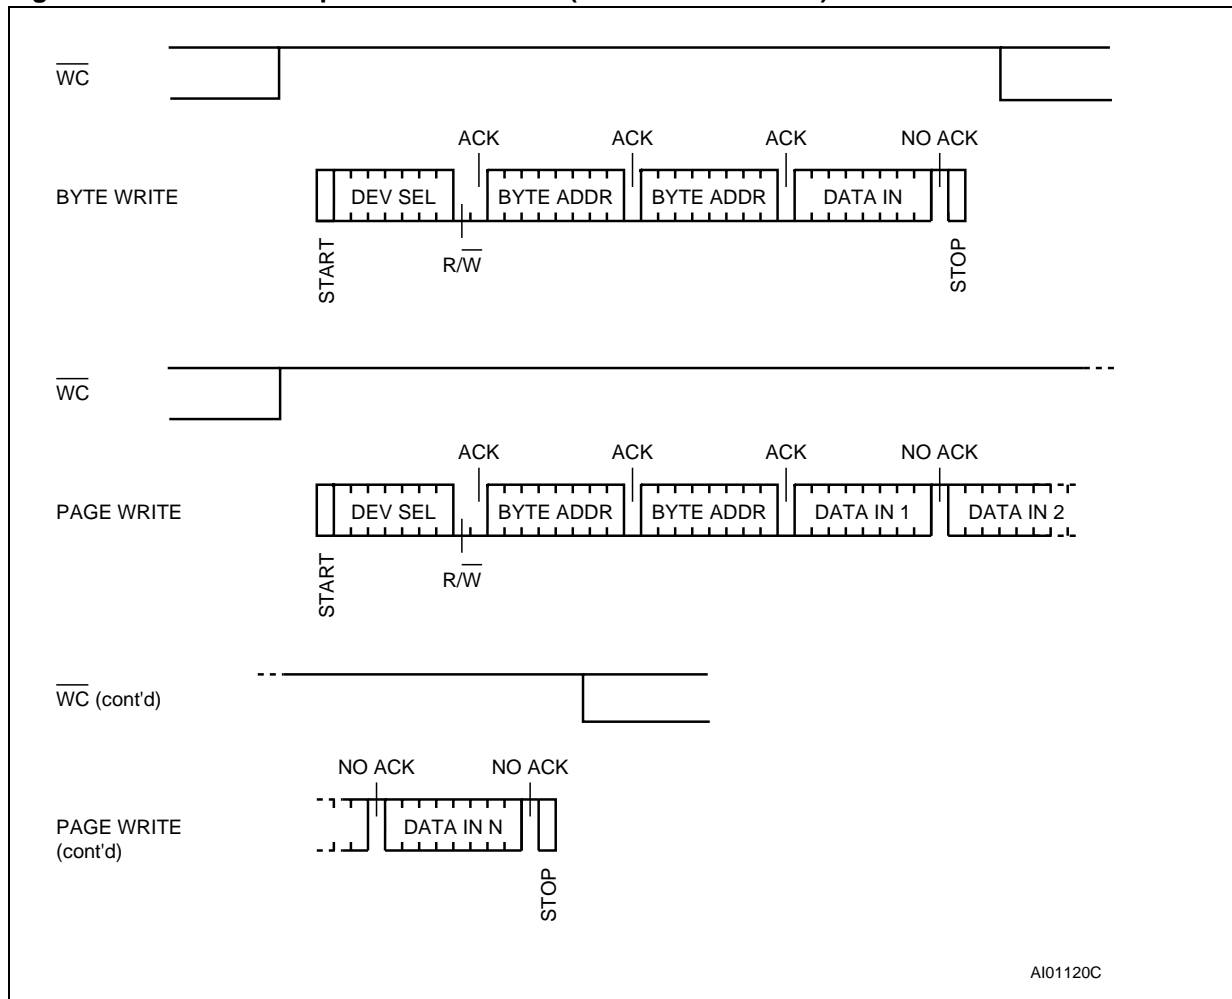 WC
ACK ACK ACK NO ACK
BYTE WRITE DEV SEL BYTE ADDR BYTE ADDR DATA IN
R/W
START STOP
WC
ACK ACK ACK NO ACK
PAGE WRITE DEV SEL BYTE ADDR BYTE ADDR DATA IN 1 DATA IN 2
R/W
START
WC (cont'd)
NO ACK NO ACK
PAGE WRITE DATA IN N
(cont'd)
STOP
AI01120C